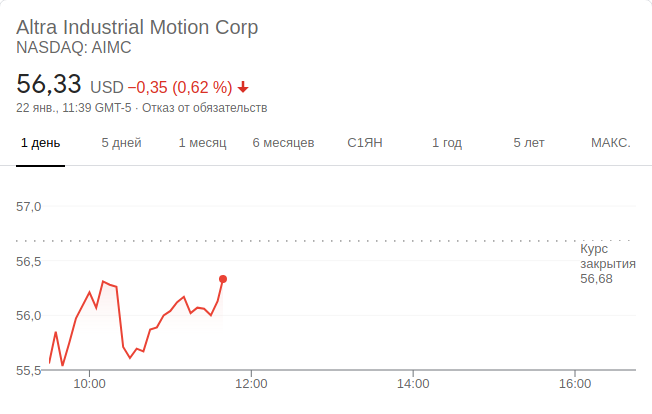 Altra Industrial Motion Corp
NASDAQ: AIMC
56,33 USD −0,35 (0,62 %)
22 янв., 11:39 GMT-5 · Отказ от обязательств
1 день 5 дней 1 месяц 6 месяцев С1ЯН 1 год 5 лет МАКС.
57,0
56,5
56,0
55,5
Курс
закрытия
56,68
10:00 12:00 14:00 16:00